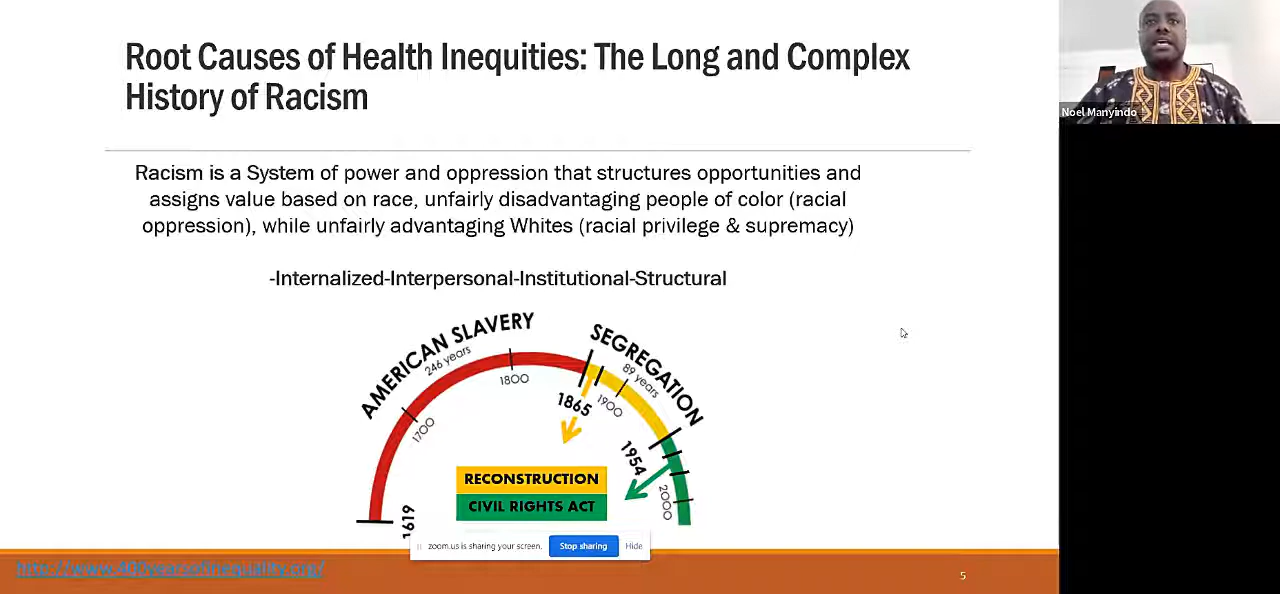 Root Causes of Health Inequities: The Long and Complex
History of Racism
Noel Manyindo
Racism is a System of power and oppression that structures opportunities and
assigns value based on race, unfairly disadvantaging people of color (racial
oppression), while unfairly advantaging Whites (racial privilege & supremacy)
-Internalized-Interpersonal-Institutional-Structural
AMERICAN SLAVERY
246 years
SEGREGATION
89 years
1619
1700
1800
1865
1900
1954
2000
RECONSTRUCTION
CIVIL RIGHTS ACT
zoom.us is sharing your screen.
Stop sharing
Hide
http://www.400yearsofinequality.org/
5